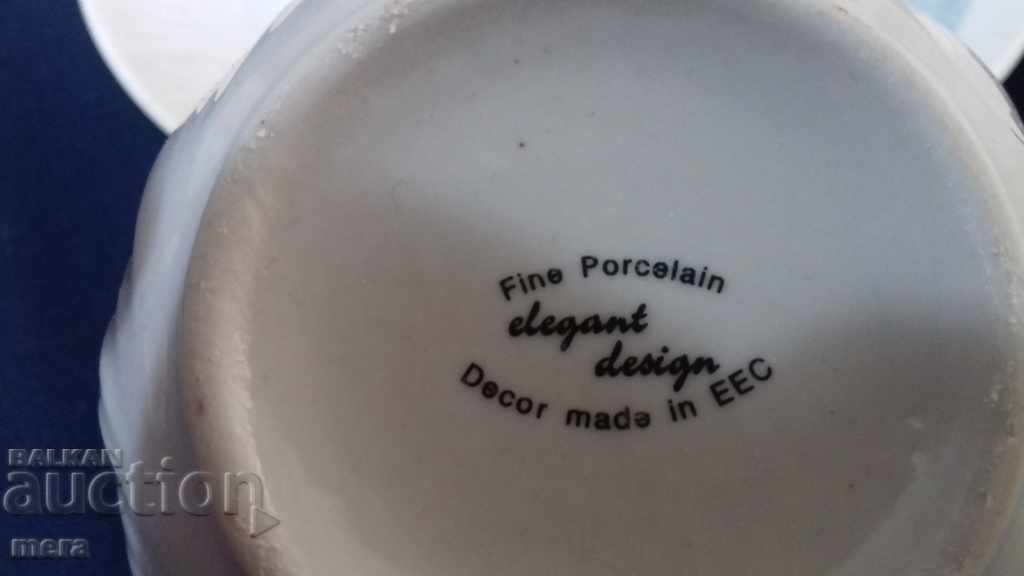 Fine Porcelain
elegant
design
Decor made in EEC
BALKAN
auction
mera